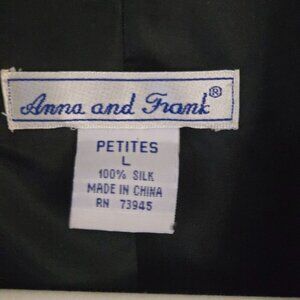 Anna and Frank®
PETITES
L
100% SILK
MADE IN CHINA
RN 73945